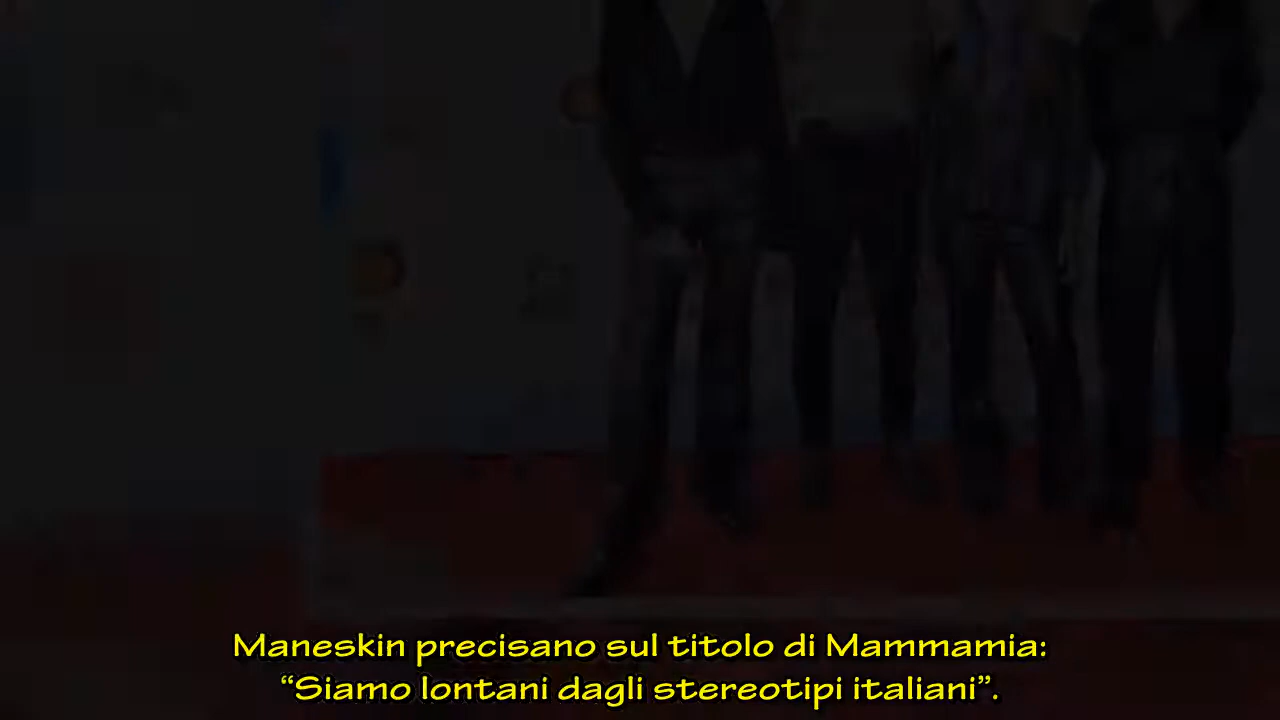 Maneskin precisano sul titolo di Mammamia:
“Siamo lontani dagli stereotipi italiani”.